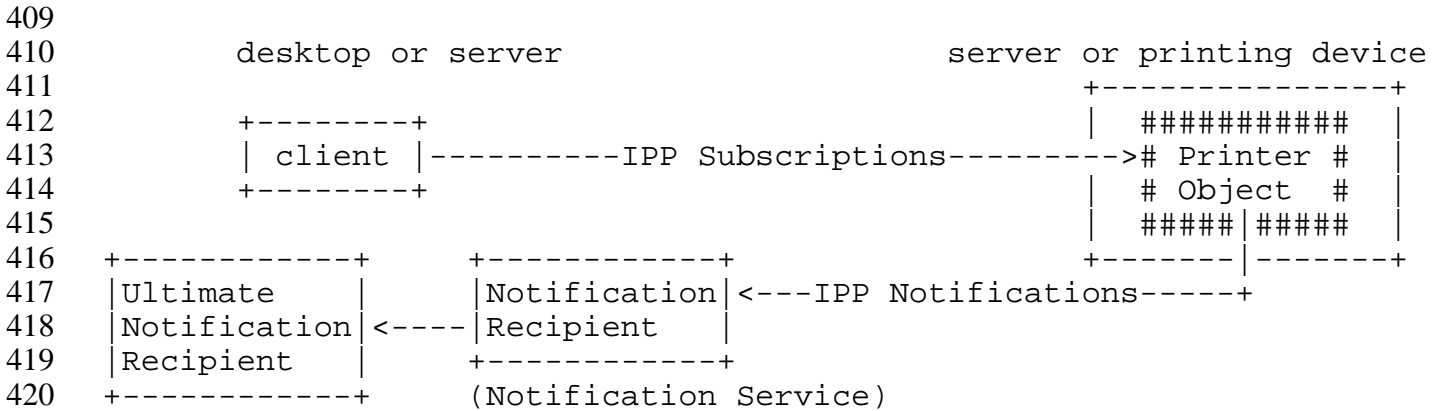 409
410 desktop or server server or printing device
411 +---------------+
412 +--------+ | ########### |
413 | client |----------IPP Subscriptions---------># Printer # |
414 +--------+ | # Object # |
415 | #####|##### |
416 +------------+ +------------+ +-------|-------+
417 |Ultimate | |Notification|<---IPP Notifications-----+
418 |Notification|<----|Recipient |
419 |Recipient | +------------+
420 +------------+ (Notification Service)